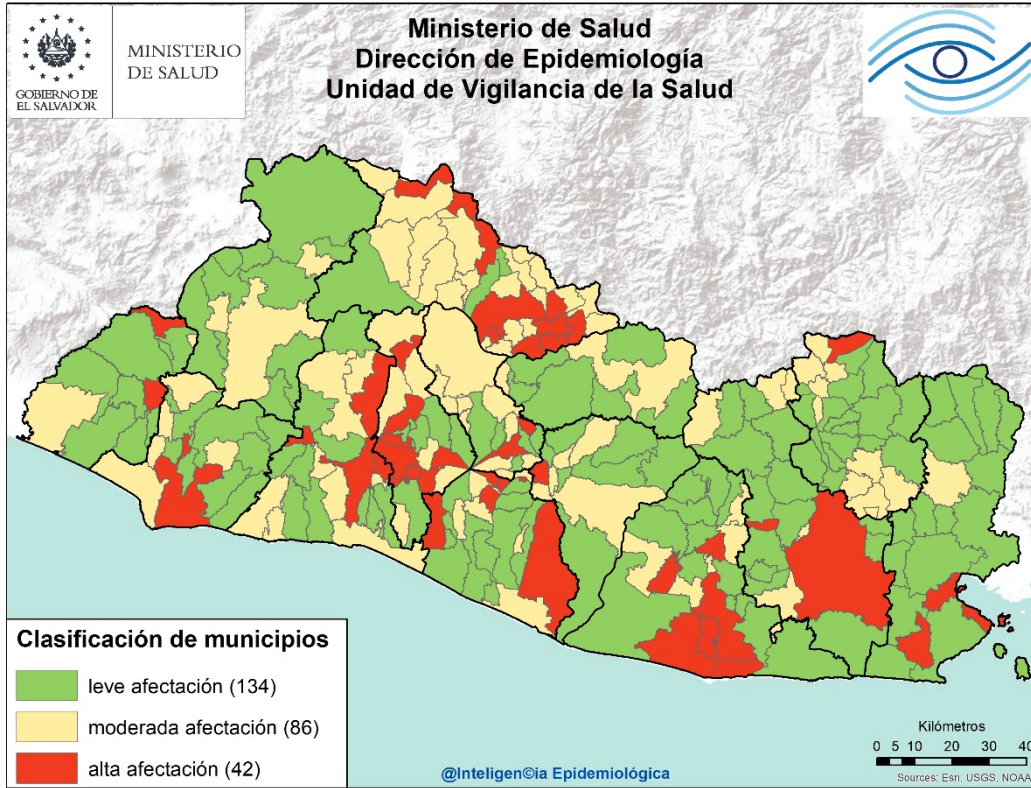 GOBIERNO DE
EL SALVADOR
MINISTERIO
DE SALUD
Ministerio de Salud
Dirección de Epidemiología
Unidad de Vigilancia de la Salud
Clasificación de municipios
leve afectación (134)
moderada afectación (86)
alta afectación (42)
@Inteligen©ia Epidemiológica
Kilómetros
0 5 10 20 30 40
Sources: Esri, USGS, NOAA